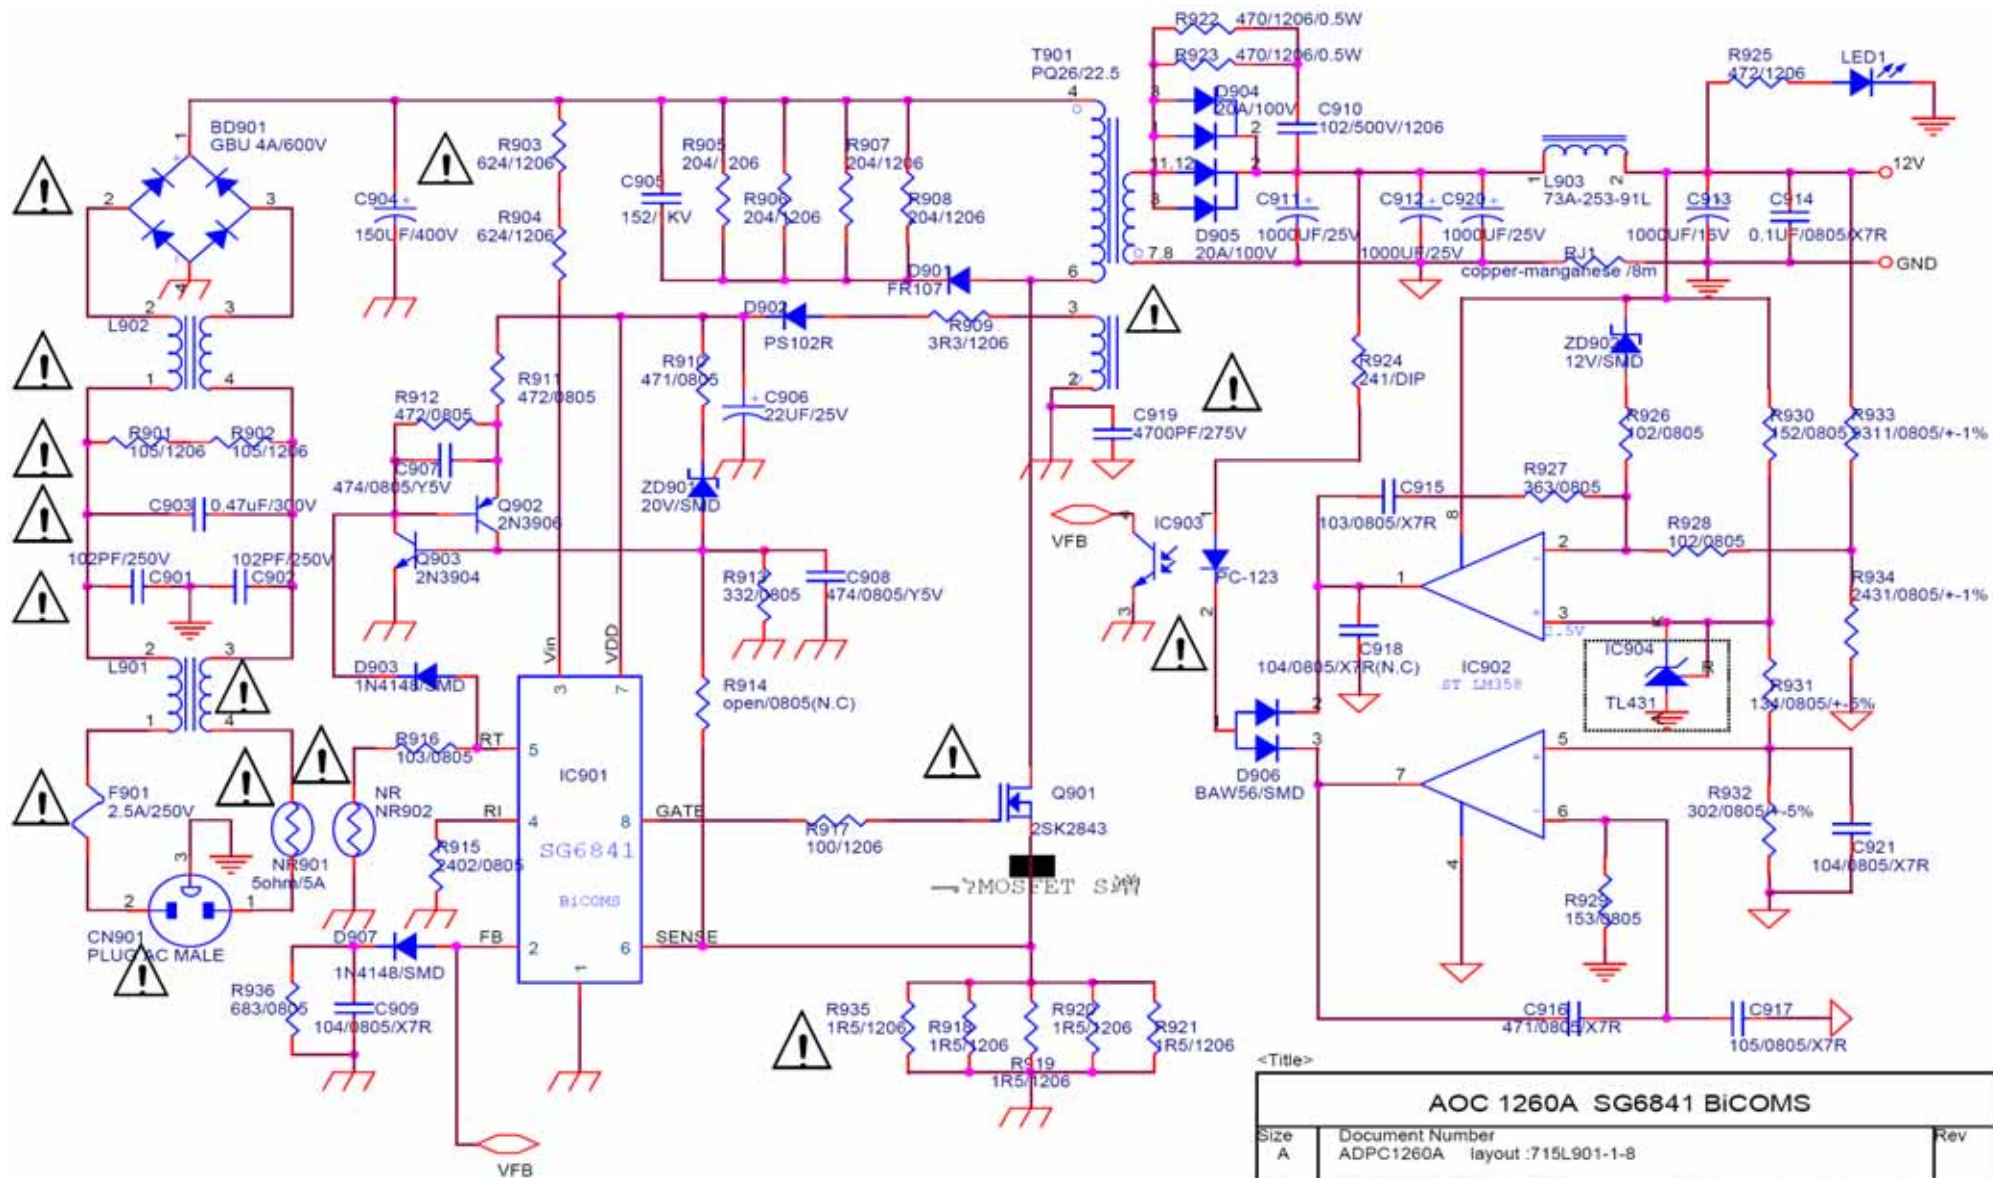 R922 470/1206/0.5W
R923 470/1206/0.5W
T901
PQ26/22.5
R925
472/1206
LED1
BD901
GBU 4A/600V
R903
624/1206
R904
624/1206
C904
150UF/400V
C905
152/1KV
R905
204/1206
R906
204/1206
R907
204/1206
R908
204/1206
D901
FR107
D904
20A/100V
C910
102/500V/1206
11,12
D905
20A/100V
7,8
C911
1000UF/25V
C912
1000UF/25V
C920
1000UF/25V
L903
73A-253-91L
C913
1000UF/16V
C914
0.1UF/0805/X7R
12V
RJ1
copper-manganese /8m
GND
L902
D902
PS102R
R909
3R3/1206
R910
471/0805
C906
22UF/25V
R911
472/0805
R912
472/0805
C907
474/0805/Y5V
Q902
2N3906
Q903
2N3904
ZD901
20V/SMD
C919
4700PF/275V
R924
241/DIP
ZD902
12V/SMD
R926
102/0805
R930
152/0805
R933
9311/0805/+-1%
R901
105/1206
R902
105/1206
C903 0.47uF/300V
102PF/250V
C901
102PF/250V
C902
L901
R913
332/0805
C908
474/0805/Y5V
VFB
IC903
PC-123
C915
103/0805/X7R
R927
363/0805
R928
102/0805
R934
2431/0805/+-1%
C918
104/0805/X7R(N.C)
IC902
ST LM358
IC904
TL431
R931
134/0805/+-5%
D903
1N4148/SMD
Vin
VDD
R914
open/0805(N.C)
R916
103/0805
RT
NR
NR902
F901
2.5A/250V
NR901
5ohm/5A
CN901
PLUG AC MALE
RI
R915
2402/0805
IC901
SG6841
BiCOMS
GATE
R917
100/1206
Q901
2SK2843
MOSFET S
D906
BAW56/SMD
R932
302/0805/+-5%
C921
104/0805/X7R
R929
153/0805
D907
1N4148/SMD
FB
SENSE
R936
683/0805
C909
104/0805/X7R
R935
1R5/1206
R918
1R5/1206
R919
1R5/1206
R920
1R5/1206
R921
1R5/1206
C916
471/0805/X7R
C917
105/0805/X7R
VFB
<Title>
AOC 1260A SG6841 BiCOMS
Size
A
Document Number
ADPC1260A layout :715L901-1-8
Rev